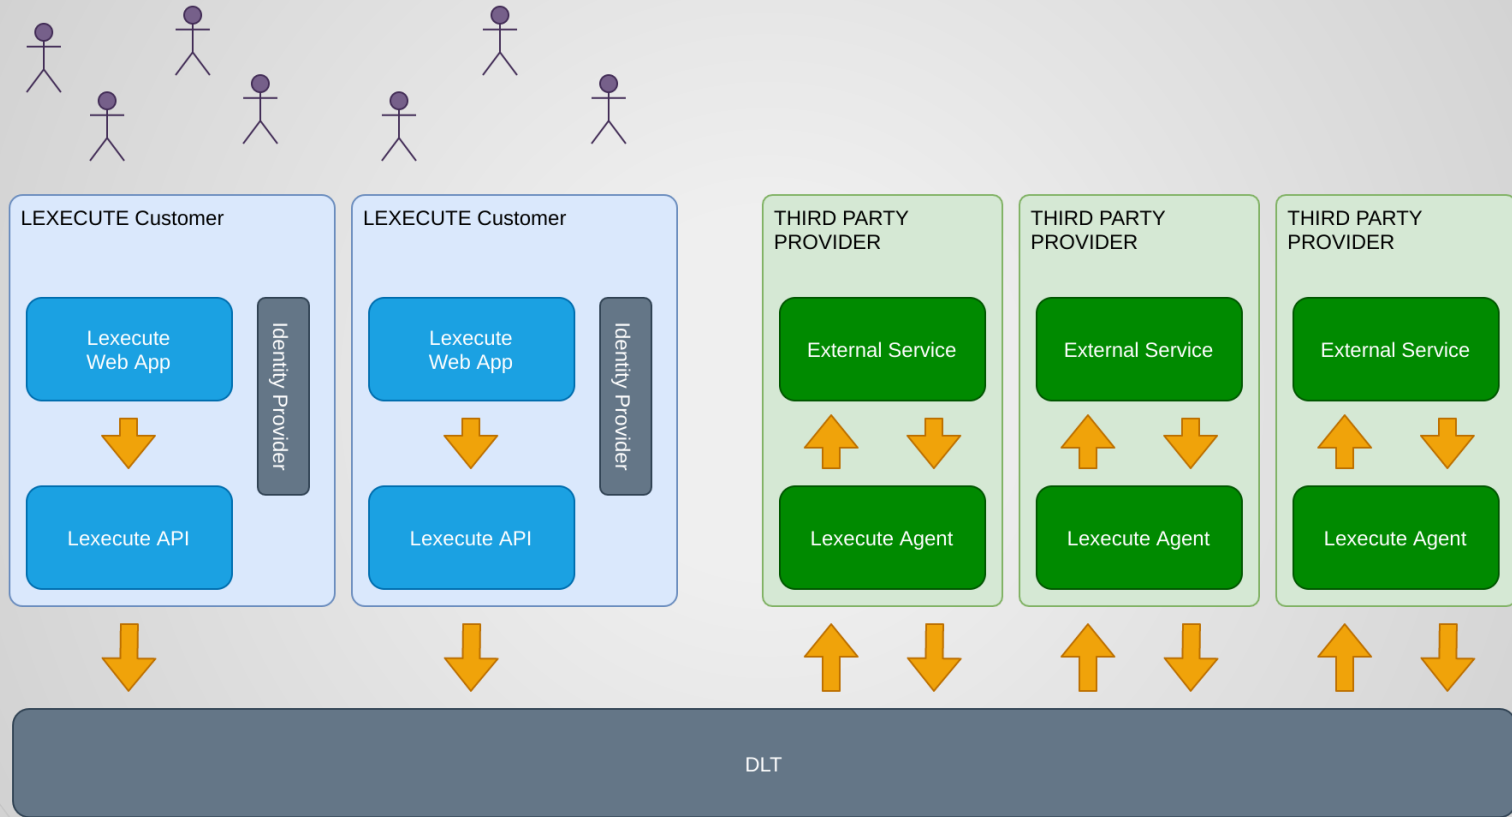 LEXECUTE Customer
Lexecute
Web App
Identity Provider
Lexecute API
LEXECUTE Customer
Lexecute
Web App
Identity Provider
Lexecute API
THIRD PARTY
PROVIDER
External Service
Lexecute Agent
THIRD PARTY
PROVIDER
External Service
Lexecute Agent
THIRD PARTY
PROVIDER
External Service
Lexecute Agent
DLT